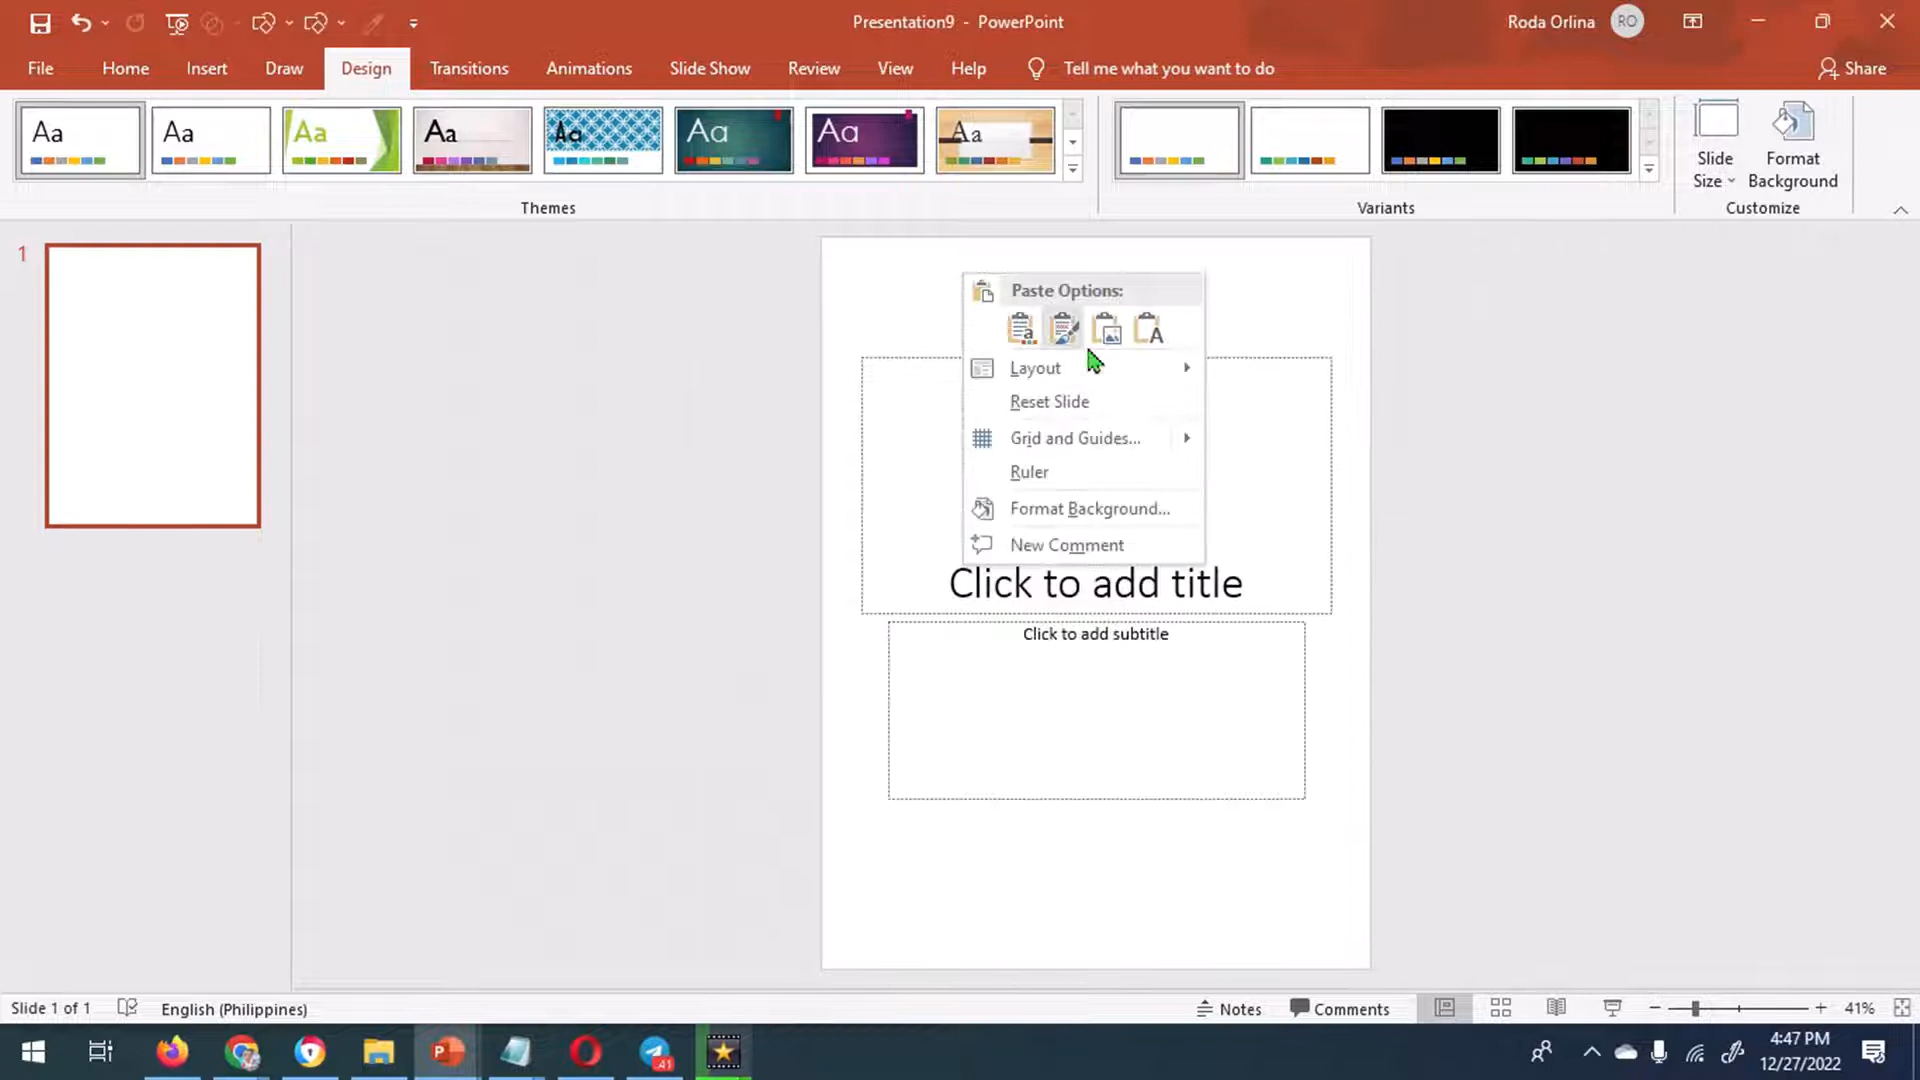 Presentation9 - PowerPoint
Roda Orlina
RO
File
Home
Insert
Draw
Design
Transitions
Animations
Slide Show
Review
View
Help
Tell me what you want to do
Share
Aa
Aa
Aa
Aa
Aa
Aa
Aa
Aa
Slide
Size
Format
Background
Themes
Variants
Customize
1
Paste Options:
Layout
Reset Slide
Grid and Guides...
Ruler
Format Background...
New Comment
Click to add title
Click to add subtitle
Slide 1 of 1
English (Philippines)
Notes
Comments
41%
41
4:47 PM
12/27/2022